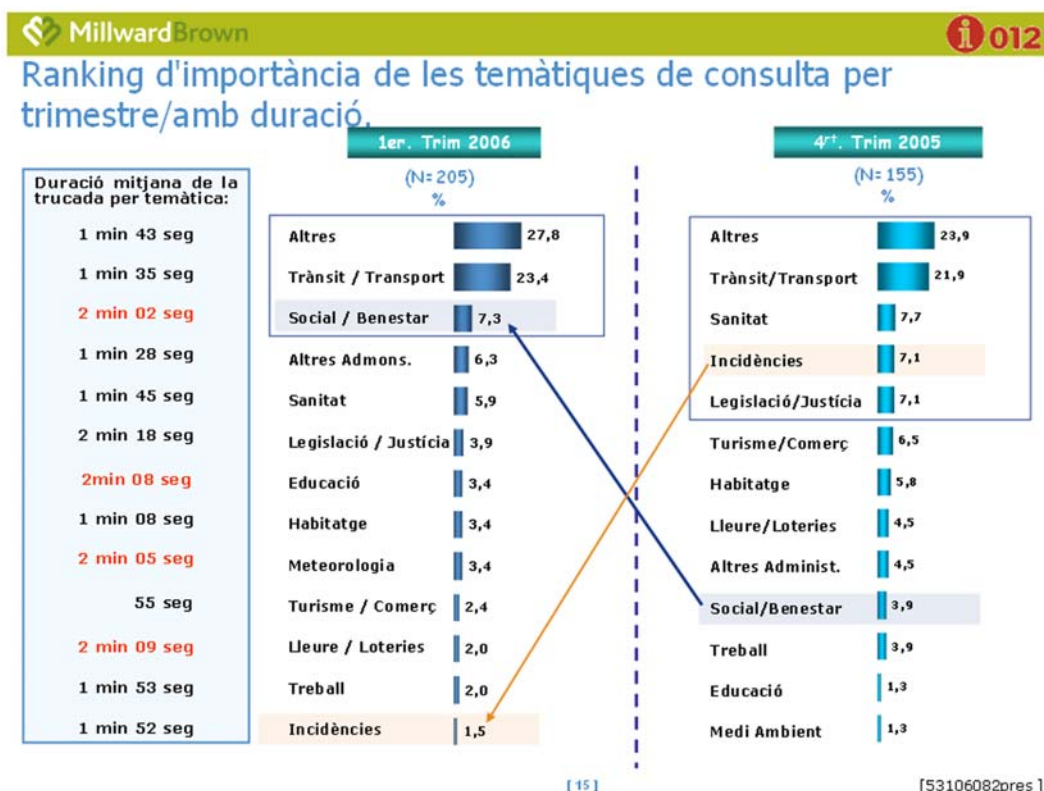 MillwardBrown
i 012
Ranking d'importància de les temàtiques de consulta per
trimestre/amb duració.
Duració mitjana de la
trucada per temàtica:
1 min 43 seg
1 min 35 seg
2 min 02 seg
1 min 28 seg
1 min 45 seg
2 min 18 seg
2min 08 seg
1 min 08 seg
2 min 05 seg
55 seg
2 min 09 seg
1 min 53 seg
1 min 52 seg
1er. Trim 2006
(N=205)
%
Altres 27,8
Trànsit / Transport 23,4
Social / Benestar 7,3
Altres Admons. 6,3
Sanitat 5,9
Legislació / Justícia 3,9
Educació 3,4
Habitatge 3,4
Meteorologia 3,4
Turisme / Comerç 2,4
Lleure / Loteries 2,0
Treball 2,0
Incidències 1,5
4rt. Trim 2005
(N=155)
%
Altres 23,9
Trànsit/Transport 21,9
Sanitat 7,7
Incidències 7,1
Legislació/Justícia 7,1
Turisme/Comerç 6,5
Habitatge 5,8
Lleure/Loteries 4,5
Altres Administ. 4,5
Social/Benestar 3,9
Treball 3,9
Educació 1,3
Medi Ambient 1,3
[ 15 ]
[53106082pres ]